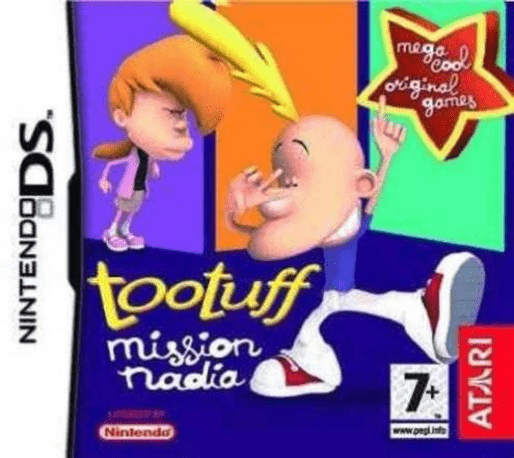 NINTENDO DS
mega
cool
original
games
tootuff
mission
nadia
Nintendo
7+
www.pegi.info
ATARI